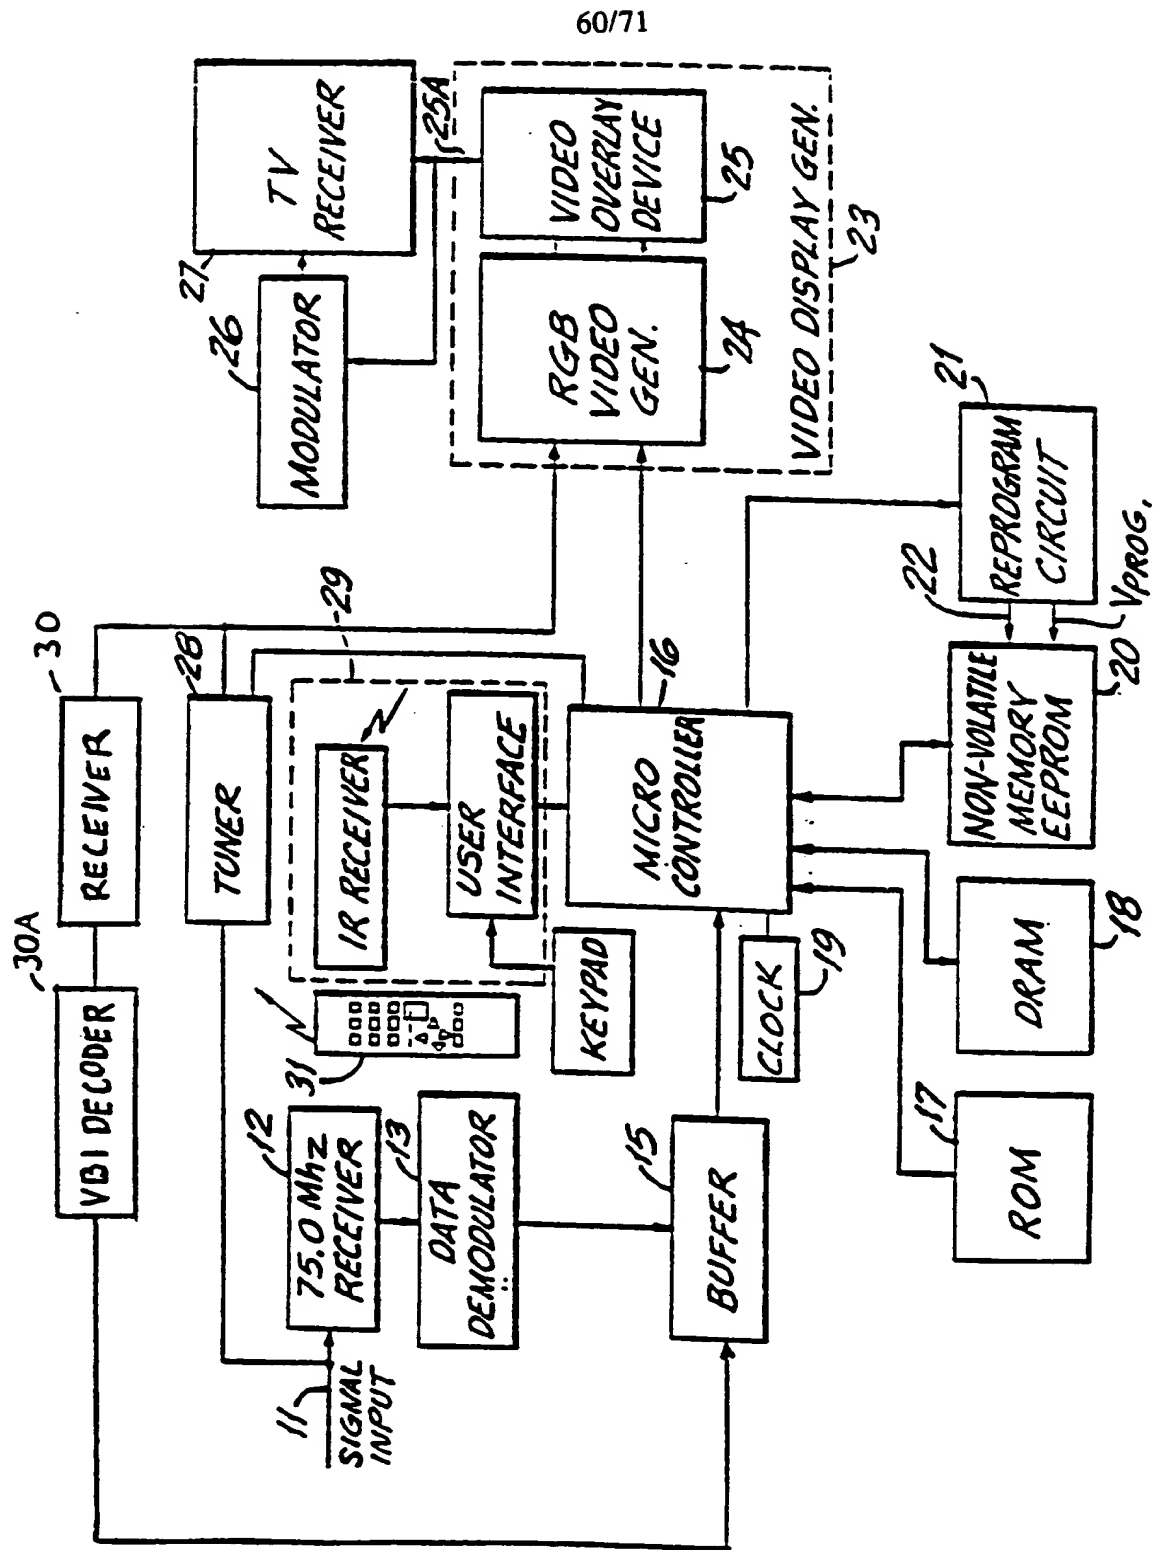 60/71
30A
VBI DECODER
30
RECEIVER
28
TUNER
11
SIGNAL
INPUT
12
75.0 Mhz
RECEIVER
13
DATA
DEMODULATOR
31
29
IR RECEIVER
USER
INTERFACE
KEYPAD
15
BUFFER
CLOCK
19
16
MICRO
CONTROLLER
17
ROM
DRAM
18
NON-VOLATILE
MEMORY
EEPROM
20
22
VPROG.
REPROGRAM
CIRCUIT
21
26
MODULATOR
27
TV
RECEIVER
25A
RGB
VIDEO
GEN.
24
VIDEO
OVERLAY
DEVICE
25
VIDEO DISPLAY GEN.
23